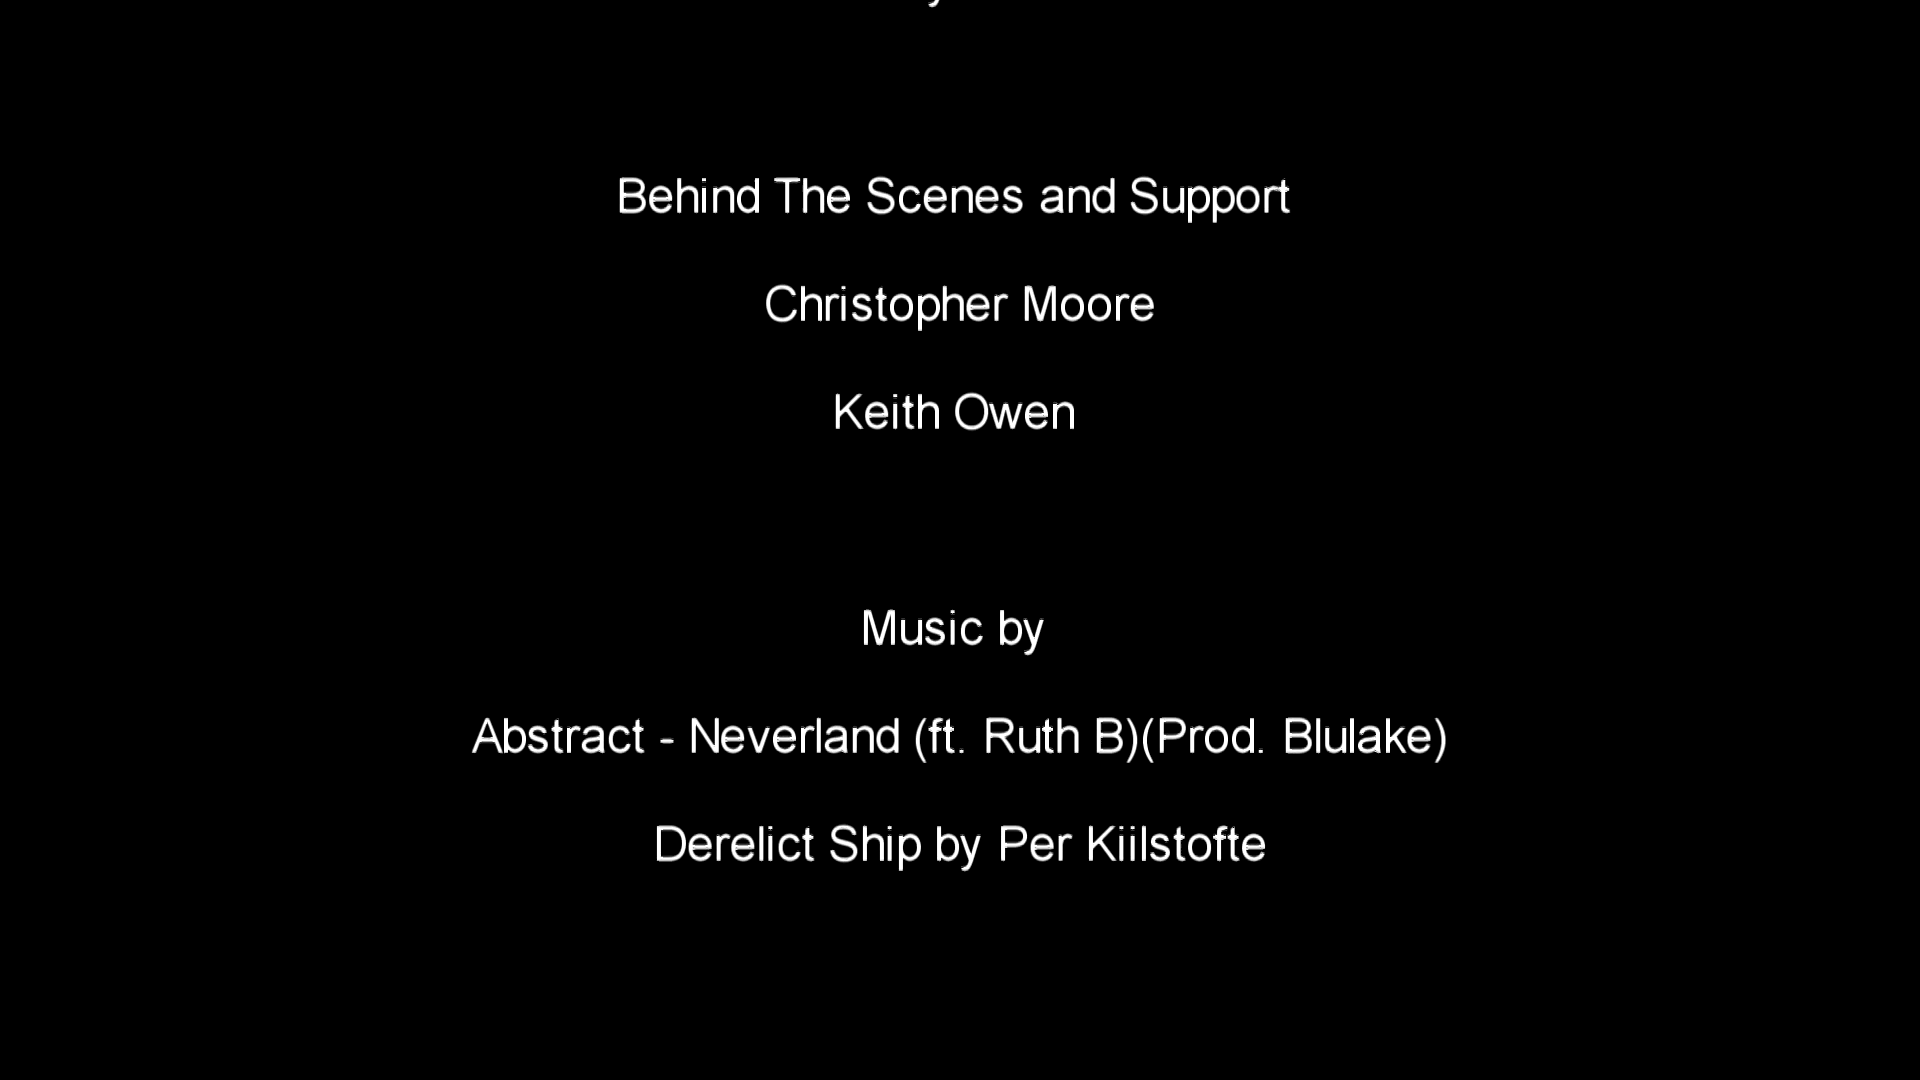 Behind The Scenes and Support
Christopher Moore
Keith Owen
Music by
Abstract - Neverland (ft. Ruth B)(Prod. Blulake)
Derelict Ship by Per Kiilstofte